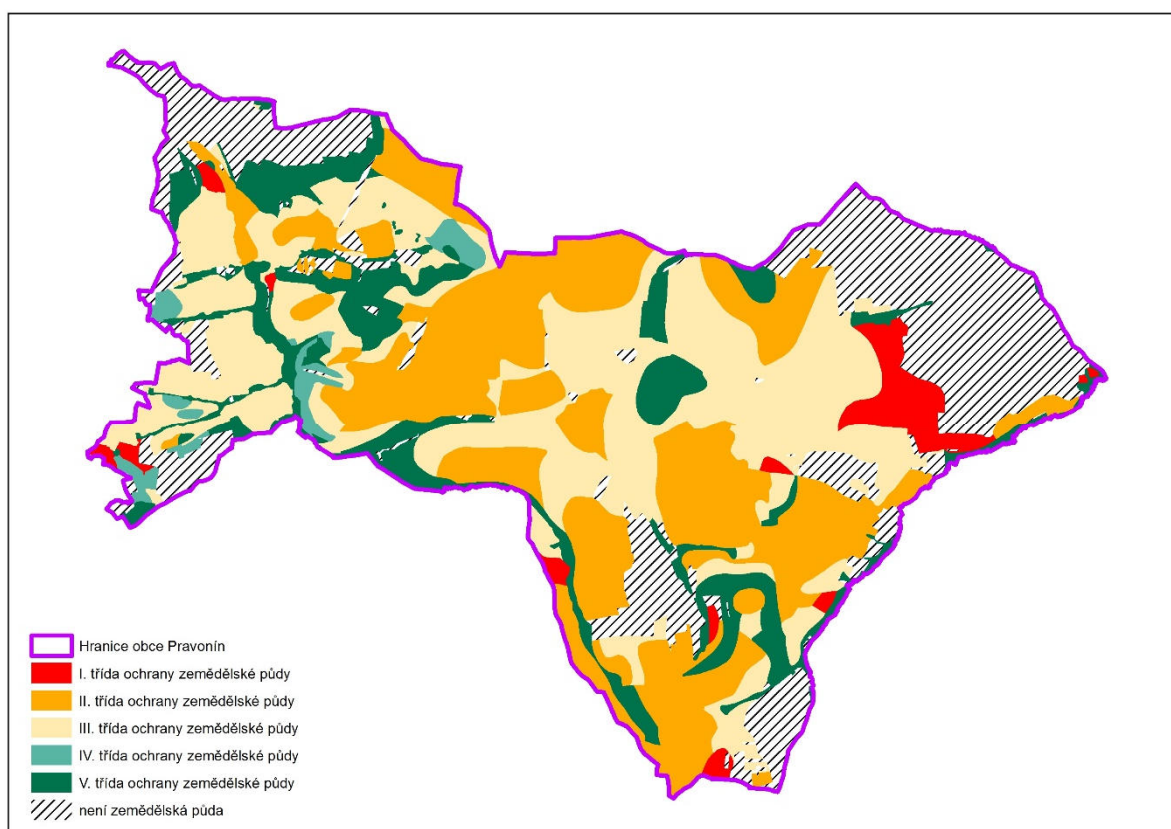 Hranice obce Pravonín
I. třída ochrany zemědělské půdy
II. třída ochrany zemědělské půdy
III. třída ochrany zemědělské půdy
IV. třída ochrany zemědělské půdy
V. třída ochrany zemědělské půdy
není zemědělská půda